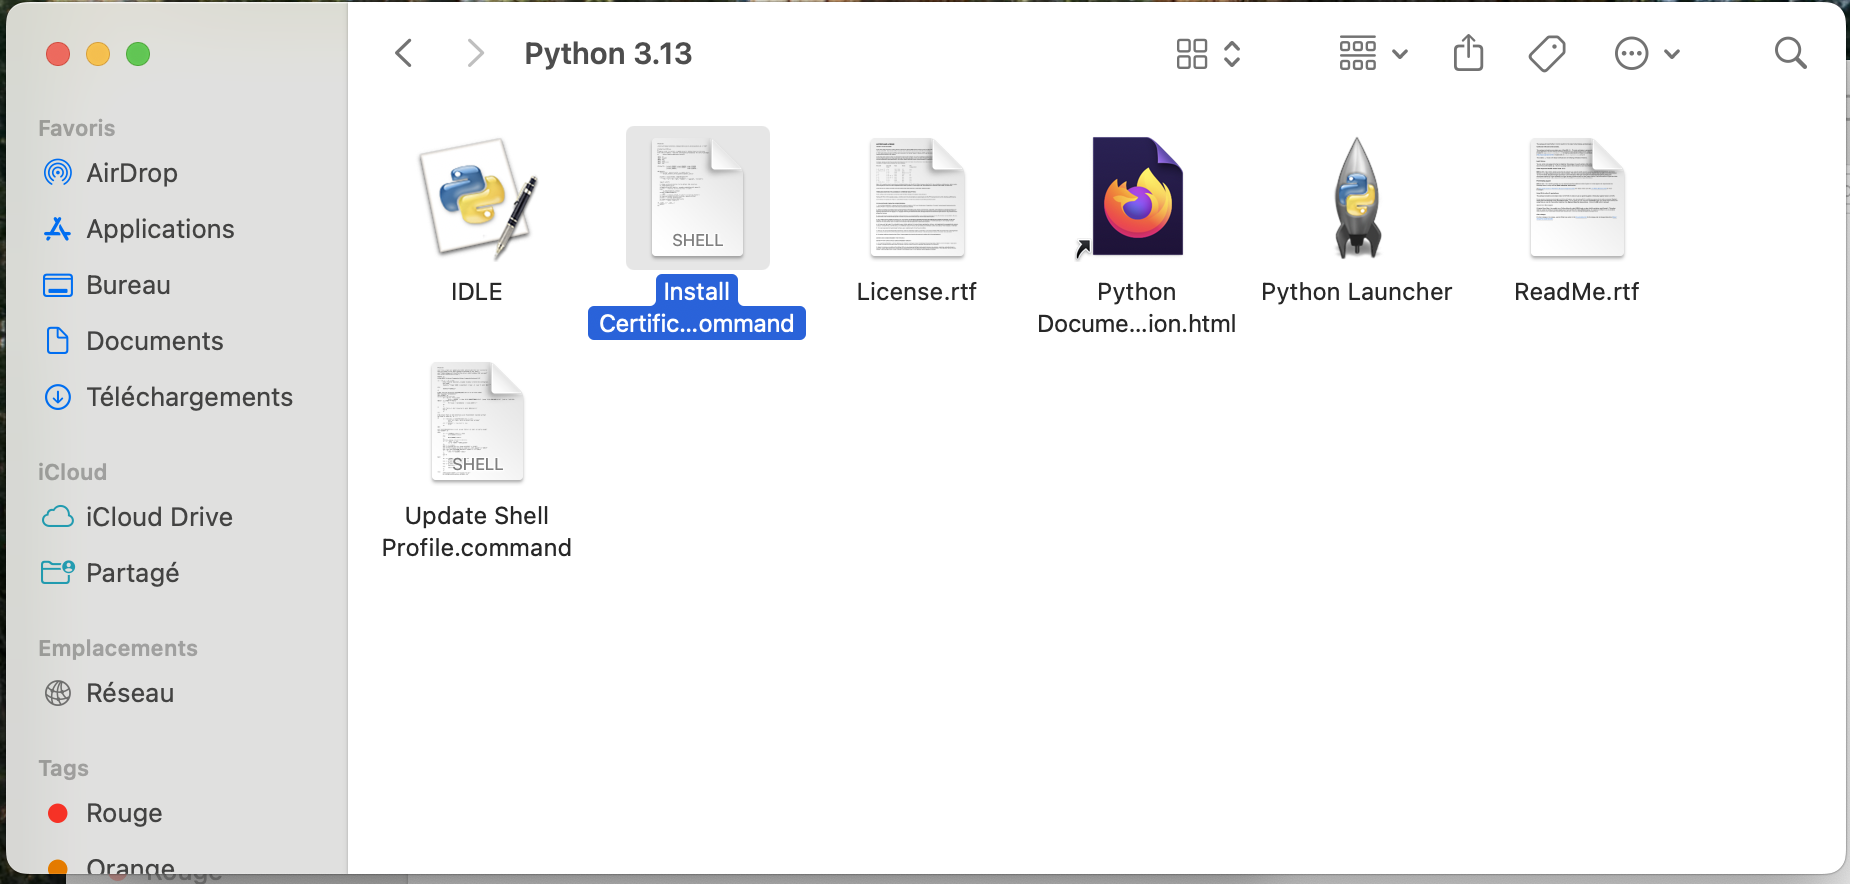 Python 3.13
Favoris
AirDrop
Applications
Bureau
Documents
Téléchargements
iCloud
iCloud Drive
Partagé
Emplacements
Réseau
Tags
Rouge
Orange
Rouge
IDLE
SHELL
Install
Certific...ommand
License.rtf
Python
Docume...ion.html
Python Launcher
ReadMe.rtf
SHELL
Update Shell
Profile.command